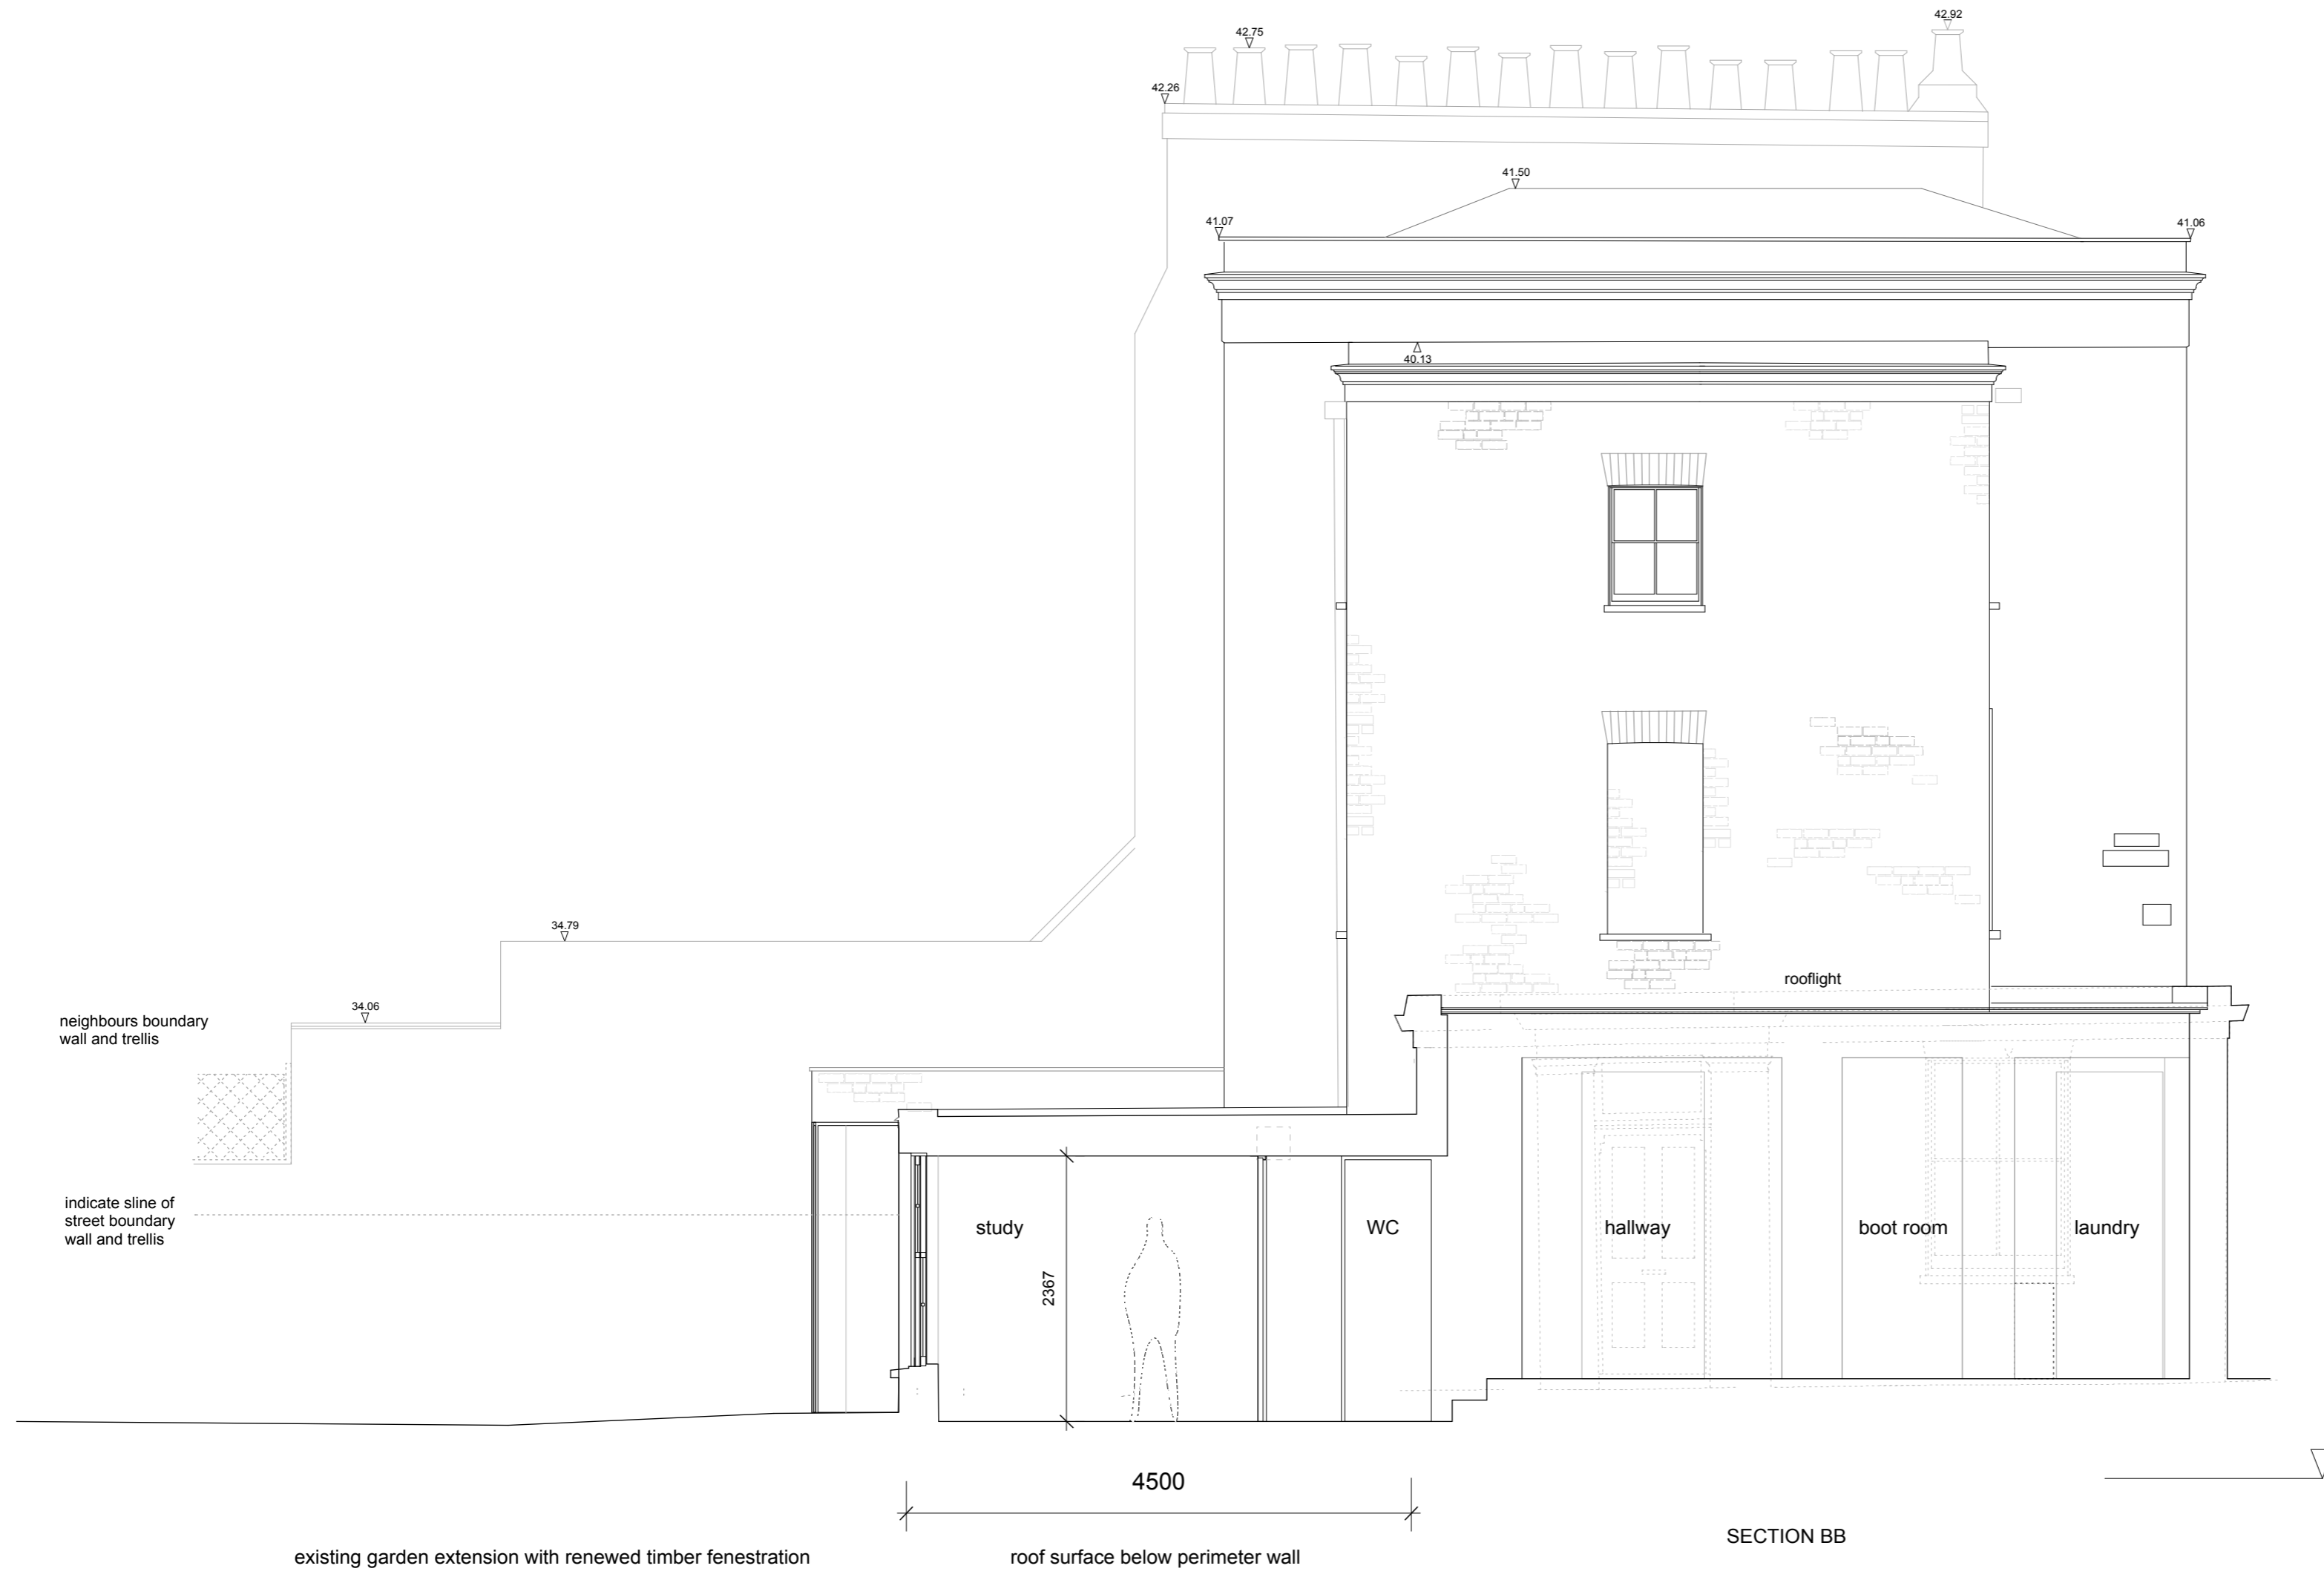 42.92
42.75
42.26
41.50
41.07
41.06
40.13
34.79
rooflight
34.06
neighbours boundary
wall and trellis
indicate sline of
street boundary
wall and trellis
study
WC
hallway
boot room
laundry
2367
4500
SECTION BB
existing garden extension with renewed timber fenestration
roof surface below perimeter wall